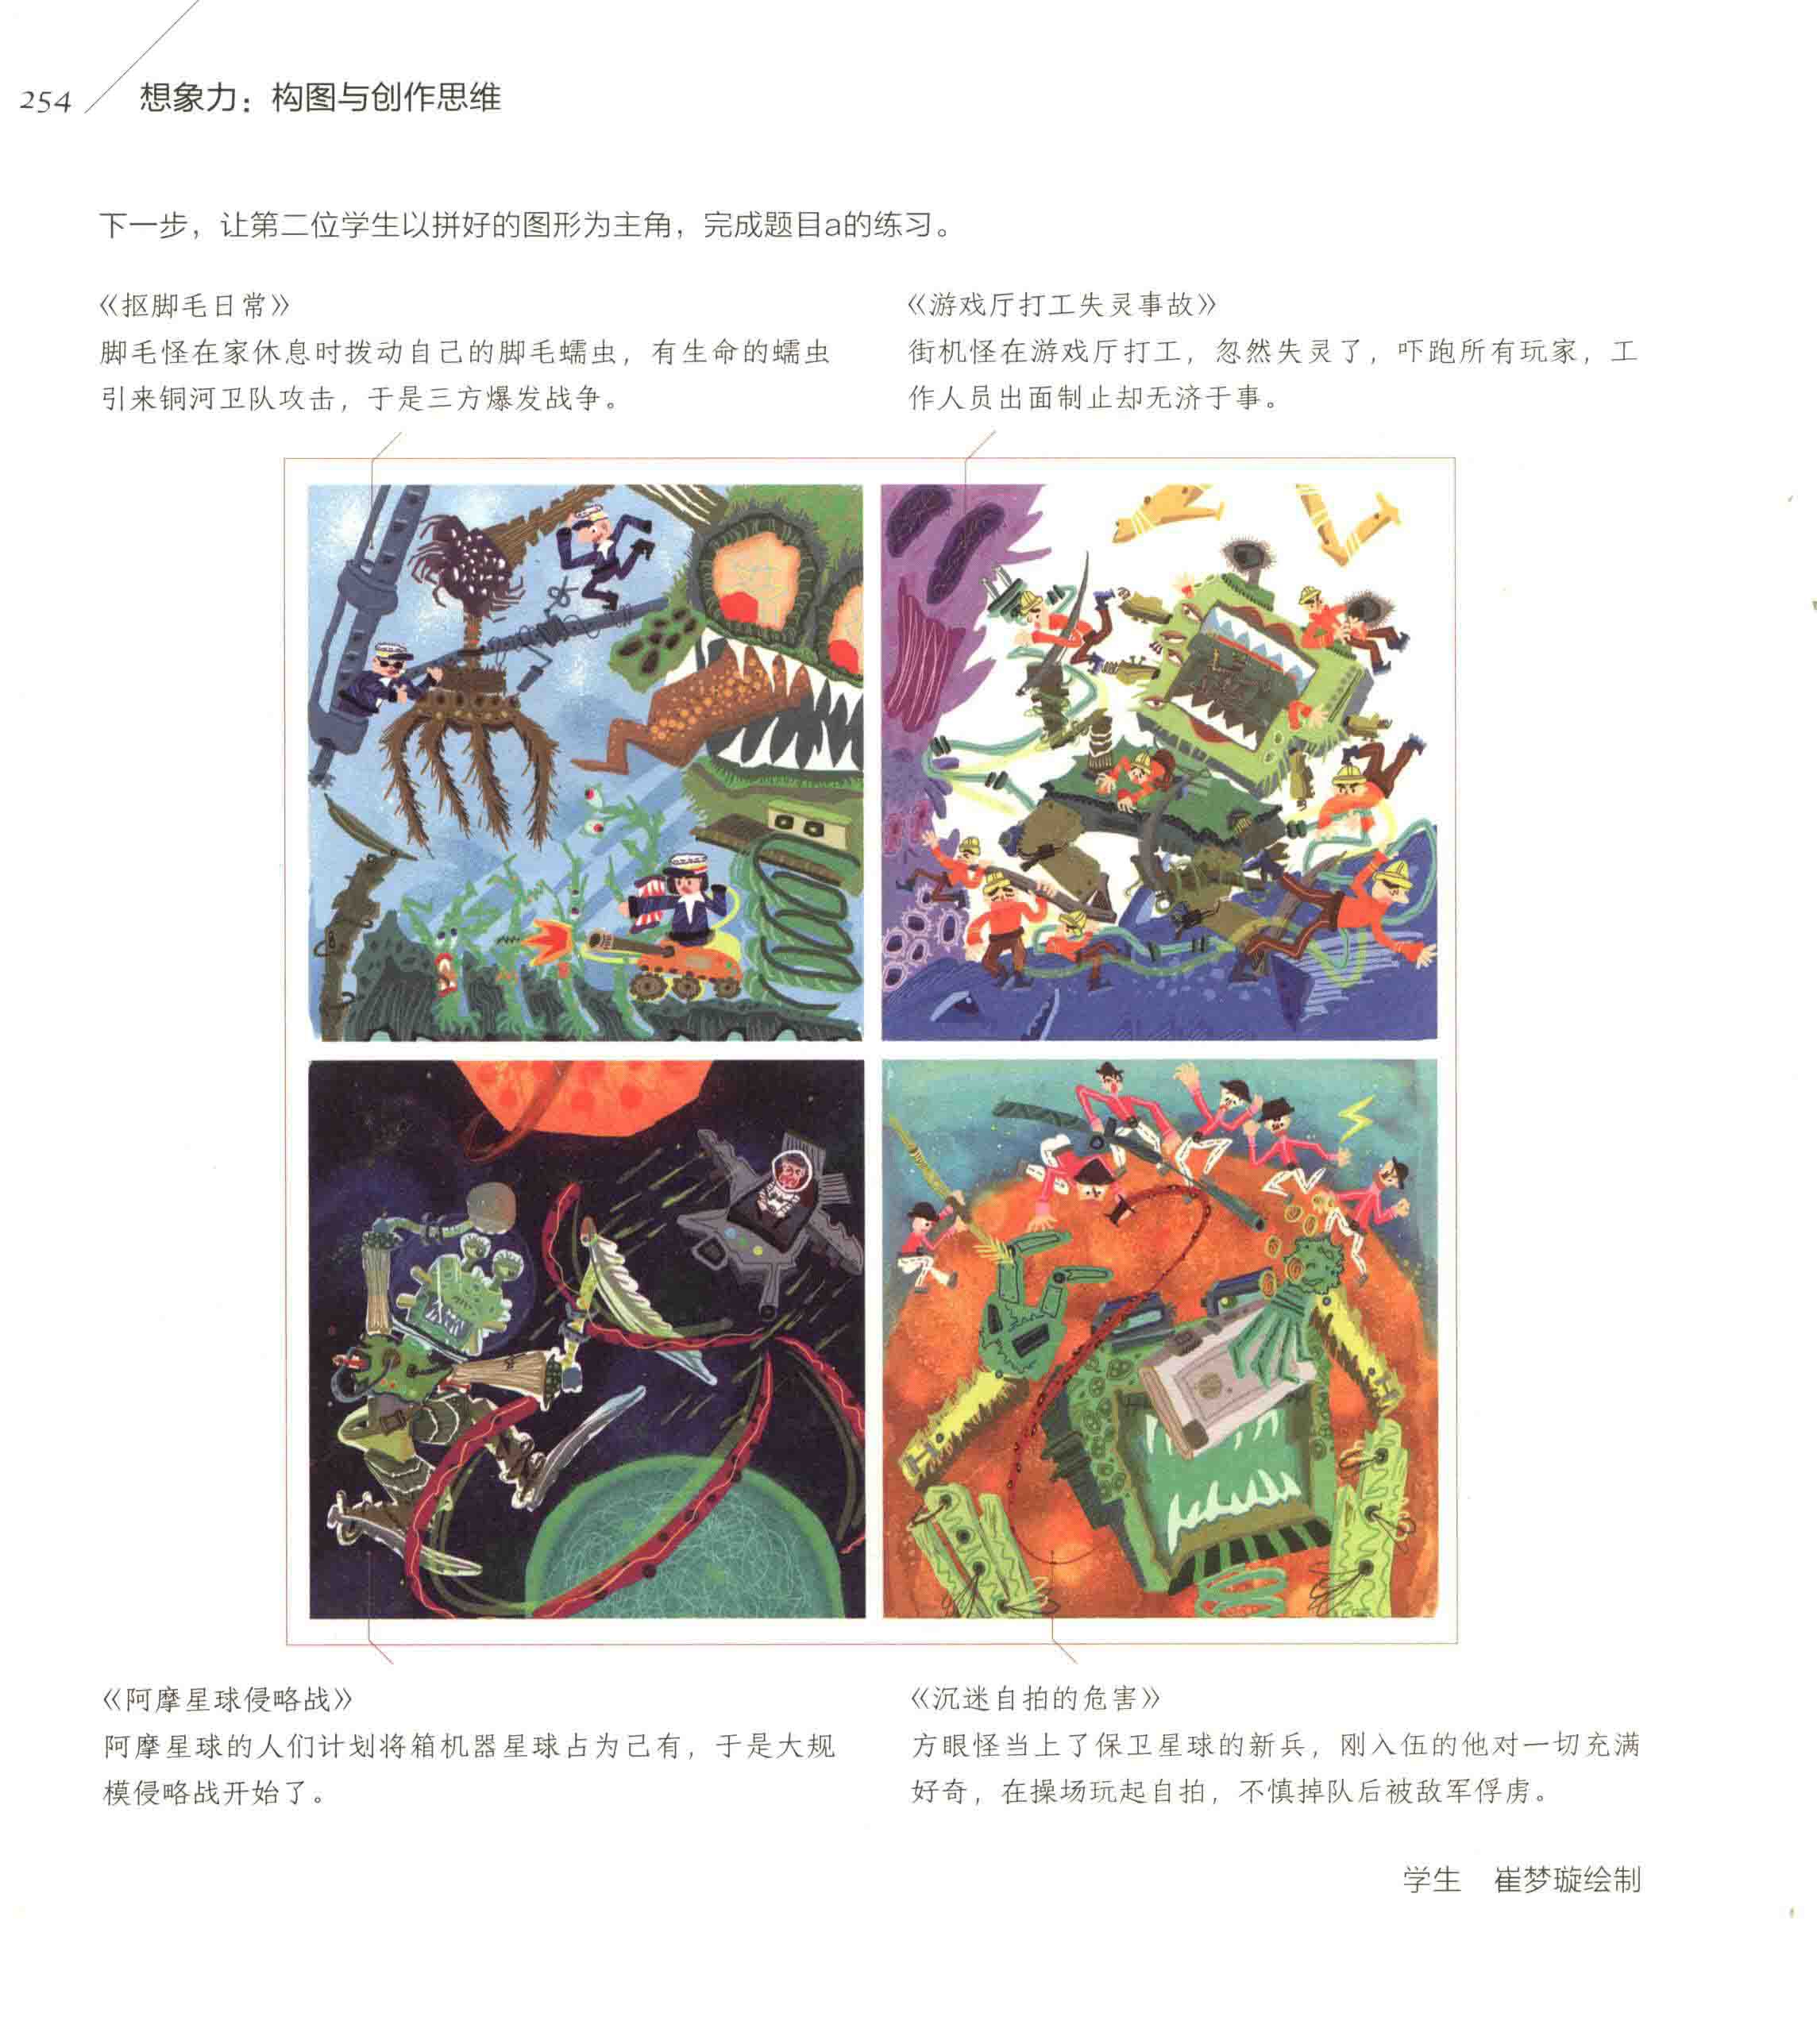 254
想象力：构图与创作思维
下一步，让第二位学生以拼好的图形为主角，完成题目a的练习。
《抠脚毛日常》
脚毛怪在家休息时拨动自己的脚毛蠕虫，有生命的蠕虫
引来铜河卫队攻击，于是三方爆发战争。
《游戏厅打工失灵事故》
街机怪在游戏厅打工，忽然失灵了，吓跑所有玩家，工
作人员出面制止却无济于事。
《阿摩星球侵略战》
阿摩星球的人们计划将箱机器星球占为己有，于是大规
模侵略战开始了。
《沉迷自拍的危害》
方眼怪当上了保卫星球的新兵，刚入伍的他对一切充满
好奇，在操场玩起自拍，不慎掉队后被敌军俘虏。
学生　崔梦璇绘制